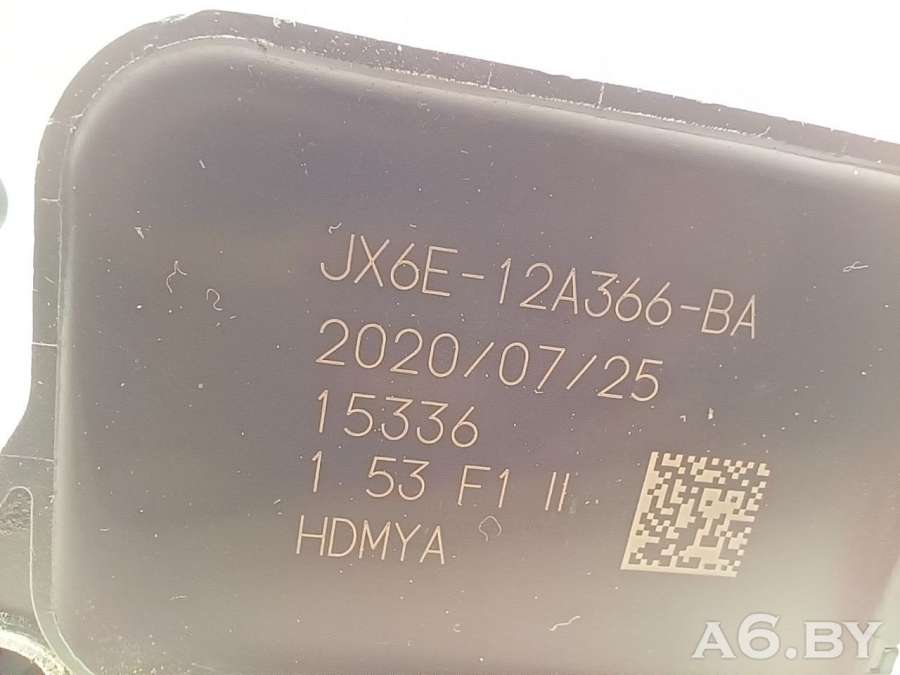 JX6E-12A366-BA
2020/07/25
15336
1 53 F1 II
HDMYA
A6.BY